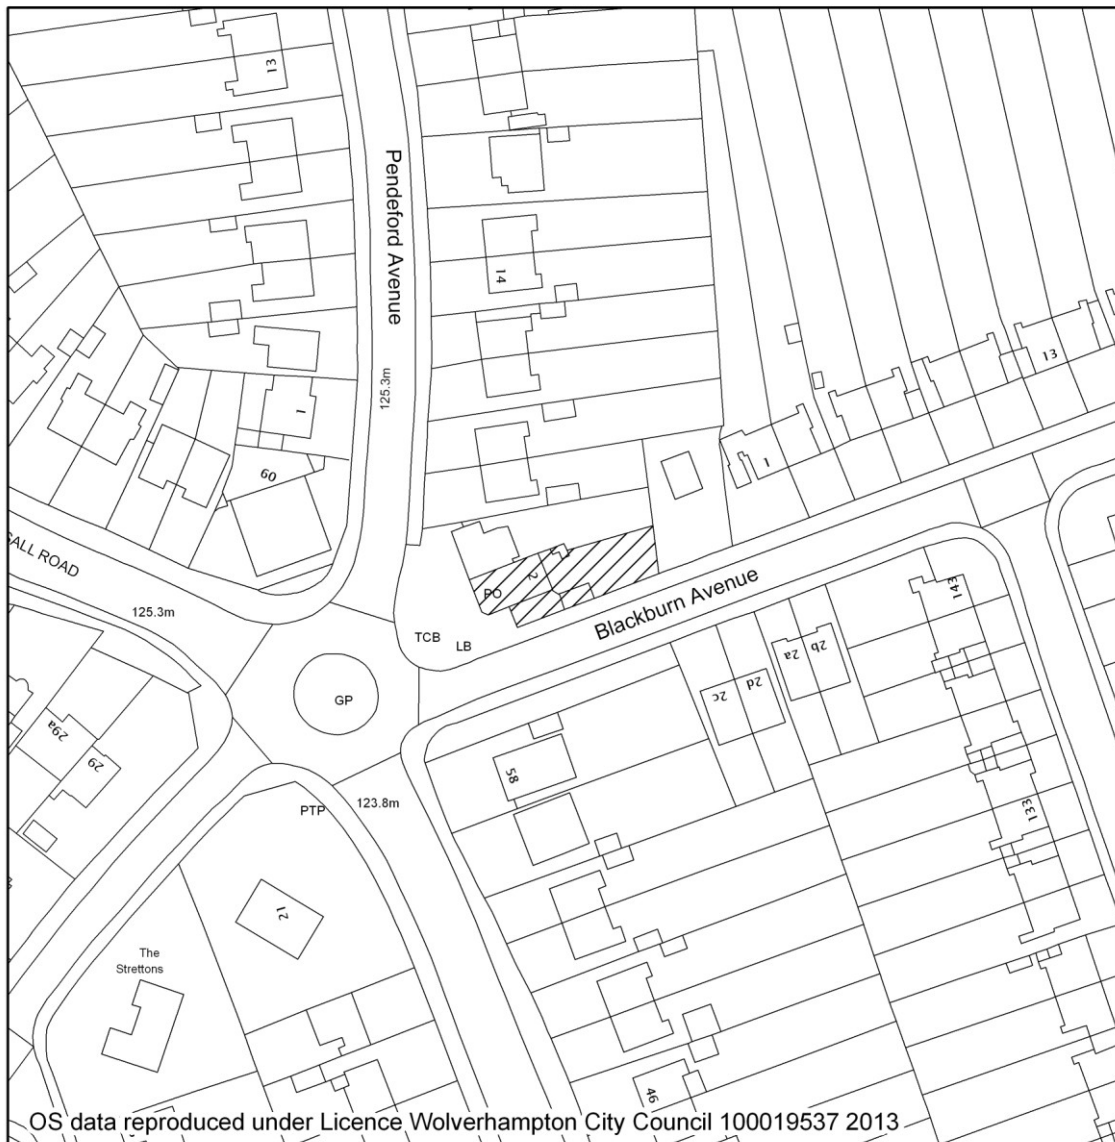 13
Pendeford Avenue
14
125.3m
1
60
GALL ROAD
125.3m
PO
2
TCB
LB
GP
Blackburn Avenue
1
13
143
2a
2b
2c
2d
133
29a
29
58
PTP
123.8m
21
The
Strettons
46
OS data reproduced under Licence Wolverhampton City Council 100019537 2013